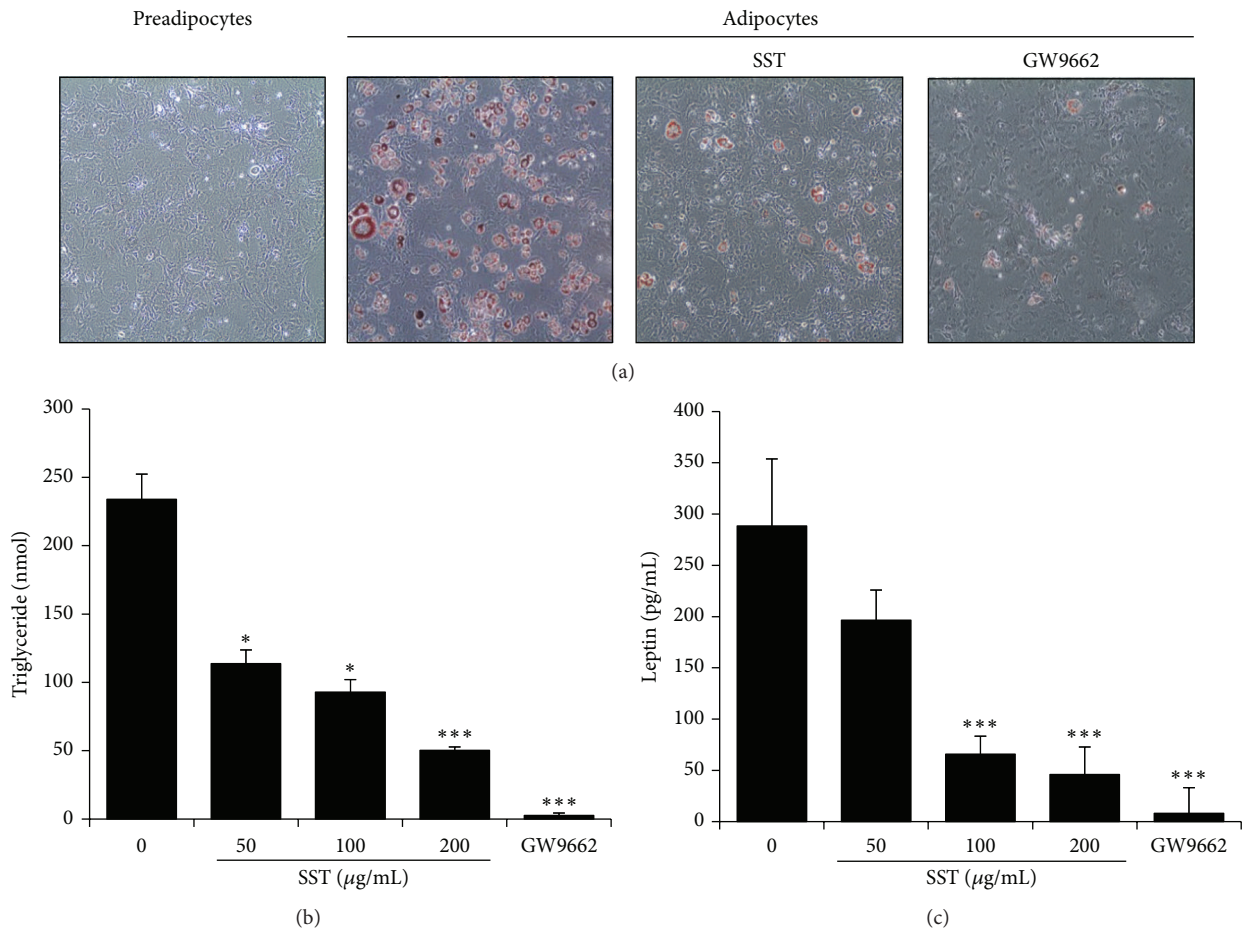 Preadipocytes
Adipocytes
SST
GW9662
(a)
300
250
200
150
100
50
0
Triglyceride (nmol)
*
*
***
***
0
50
100
200
GW9662
SST (μg/mL)
(b)
400
350
300
250
200
150
100
50
0
Leptin (pg/mL)
***
***
***
0
50
100
200
GW9662
SST (μg/mL)
(c)